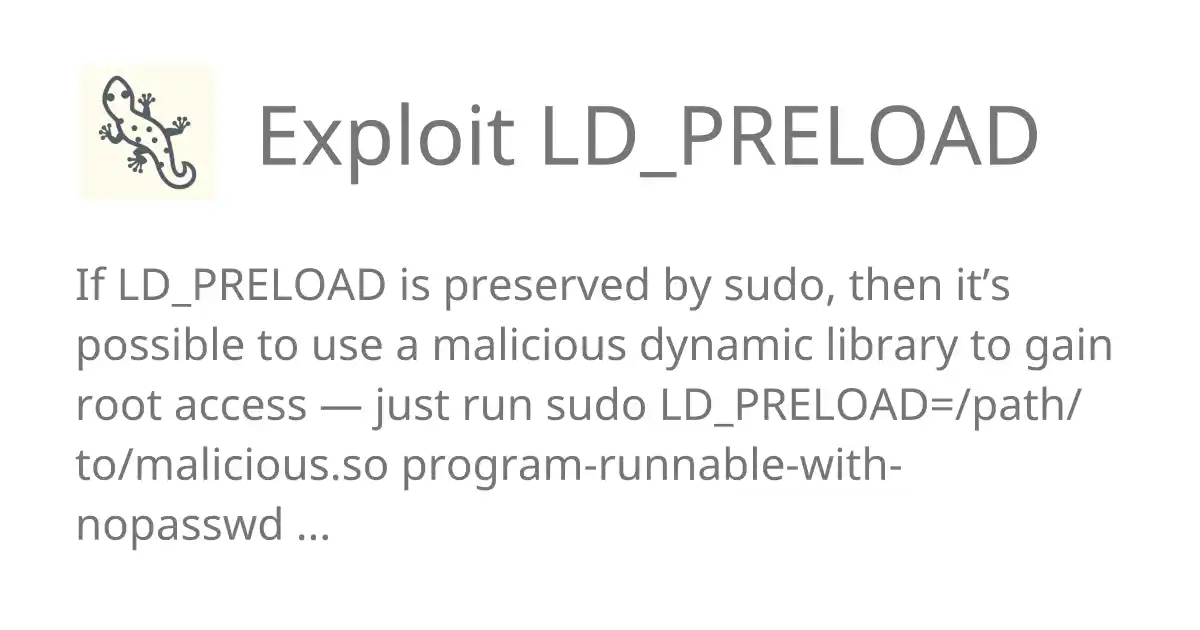 Exploit LD_PRELOAD
If LD_PRELOAD is preserved by sudo, then it’s
possible to use a malicious dynamic library to gain
root access — just run sudo LD_PRELOAD=/path/
to/malicious.so program-runnable-with-
nopasswd ...